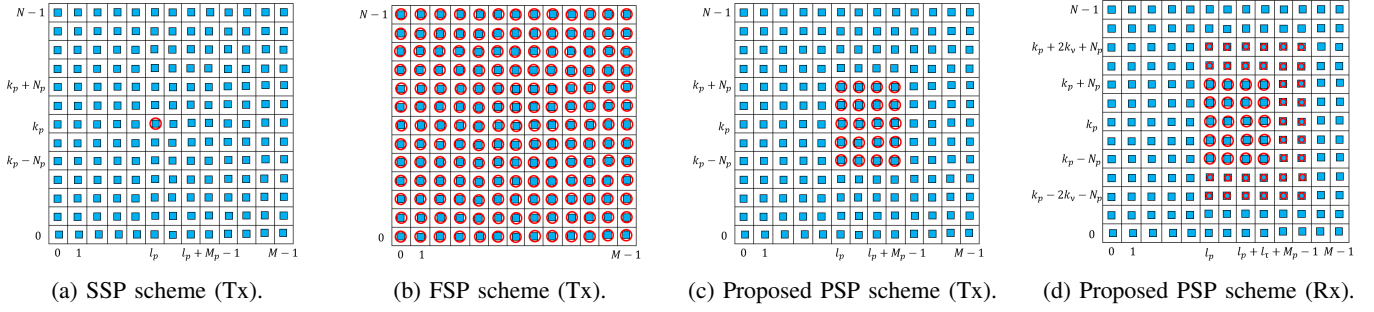 N − 1
k_p + N_p
k_p
k_p − N_p
0
0 1 l_p l_p + M_p − 1 M − 1
(a) SSP scheme (Tx).
N − 1
0
0 1 M − 1
(b) FSP scheme (Tx).
N − 1
k_p + N_p
k_p
k_p − N_p
0
0 1 l_p l_p + M_p − 1 M − 1
(c) Proposed PSP scheme (Tx).
N − 1
k_p + 2k_ν + N_p
k_p + N_p
k_p
k_p − N_p
k_p − 2k_ν − N_p
0
0 1 l_p l_p + l_τ + M_p − 1 M − 1
(d) Proposed PSP scheme (Rx).